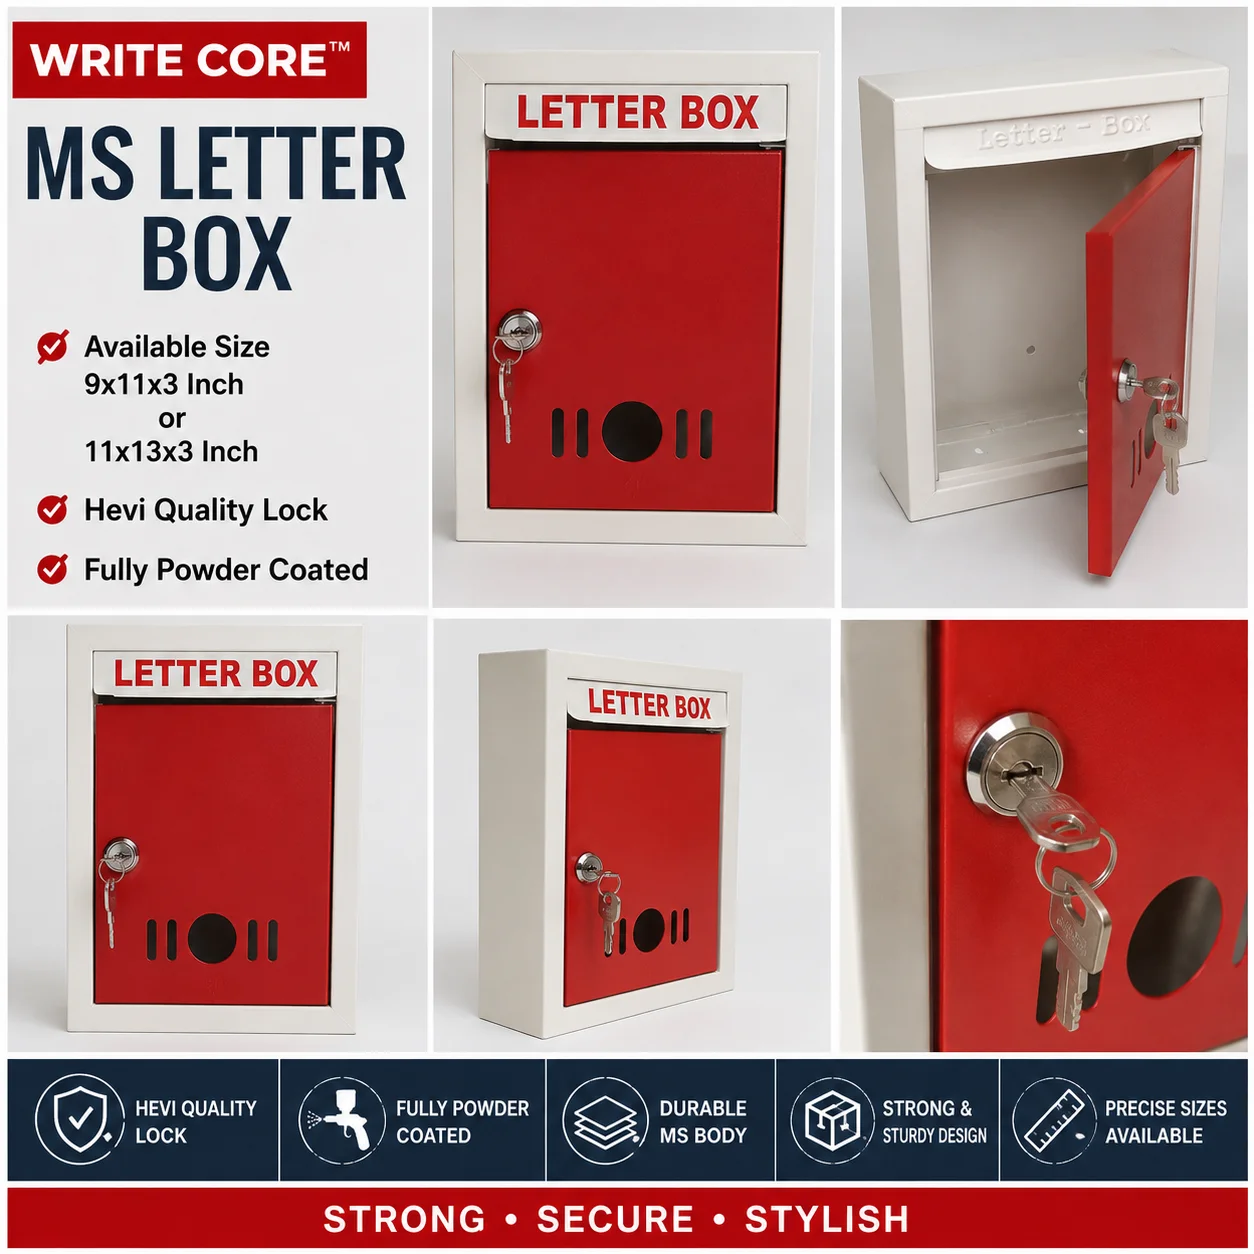 WRITE CORE™
MS LETTER
BOX
Available Size
9x11x3 Inch
or
11x13x3 Inch
Hevi Quality Lock
Fully Powder Coated
LETTER BOX
Letter - Box
LETTER BOX
LETTER BOX
HEVI QUALITY
LOCK
FULLY POWDER
COATED
DURABLE
MS BODY
STRONG &
STURDY DESIGN
PRECISE SIZES
AVAILABLE
STRONG • SECURE • STYLISH